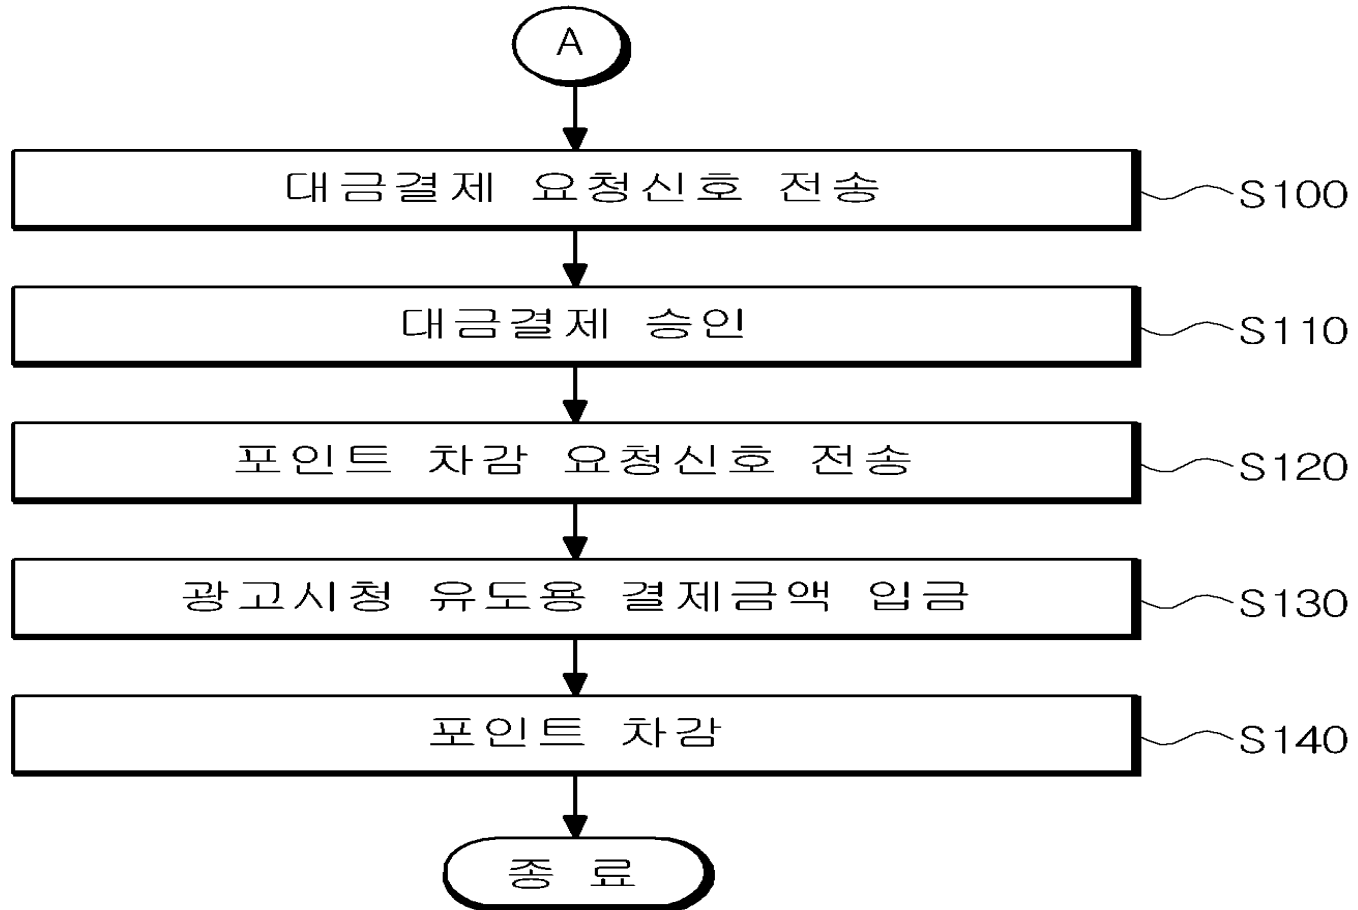 A
대금결제 요청신호 전송 S100
대금결제 승인 S110
포인트 차감 요청신호 전송 S120
광고시청 유도용 결제금액 입금 S130
포인트 차감 S140
종 료